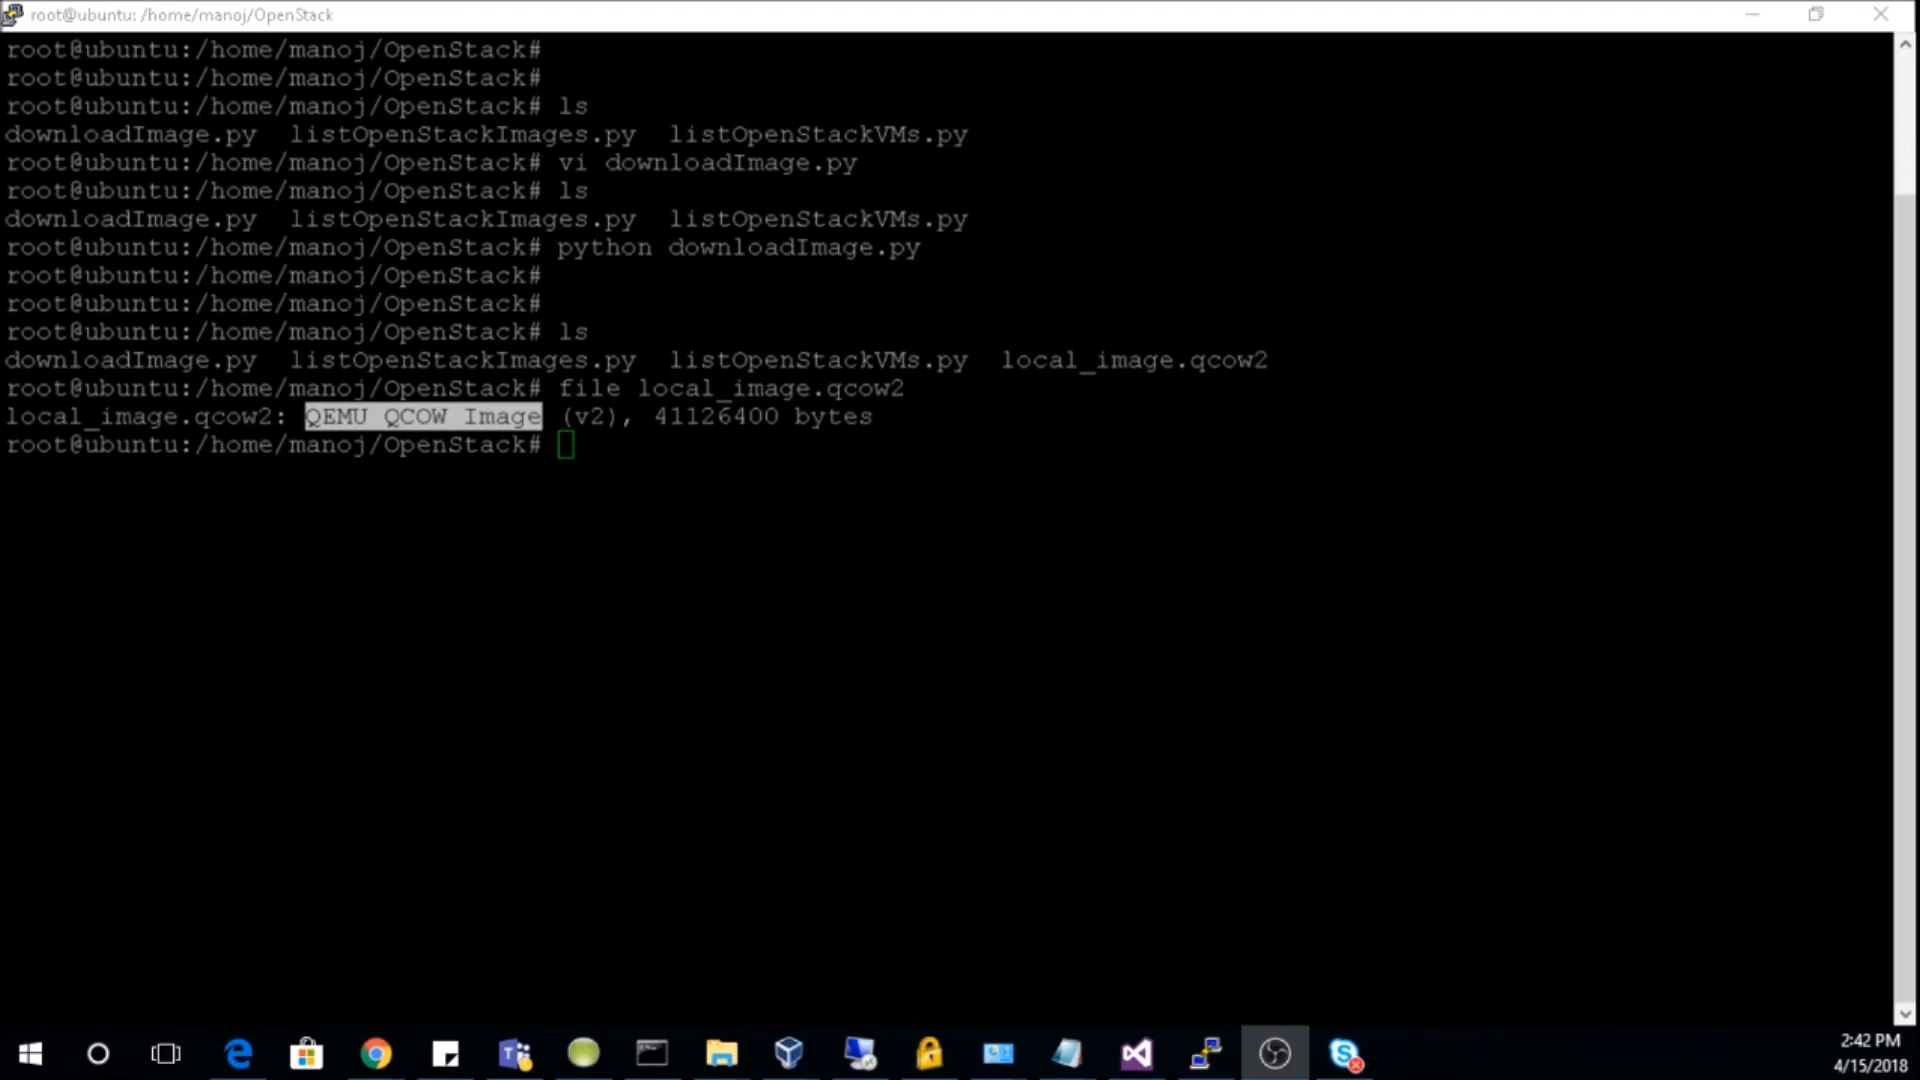 root@ubuntu: /home/manoj/OpenStack
root@ubuntu:/home/manoj/OpenStack#
root@ubuntu:/home/manoj/OpenStack#
root@ubuntu:/home/manoj/OpenStack# ls
downloadImage.py  listOpenStackImages.py  listOpenStackVMs.py
root@ubuntu:/home/manoj/OpenStack# vi downloadImage.py
root@ubuntu:/home/manoj/OpenStack# ls
downloadImage.py  listOpenStackImages.py  listOpenStackVMs.py
root@ubuntu:/home/manoj/OpenStack# python downloadImage.py
root@ubuntu:/home/manoj/OpenStack#
root@ubuntu:/home/manoj/OpenStack#
root@ubuntu:/home/manoj/OpenStack# ls
downloadImage.py  listOpenStackImages.py  listOpenStackVMs.py  local_image.qcow2
root@ubuntu:/home/manoj/OpenStack# file local_image.qcow2
local_image.qcow2: QEMU QCOW Image (v2), 41126400 bytes
root@ubuntu:/home/manoj/OpenStack#
2:42 PM
4/15/2018